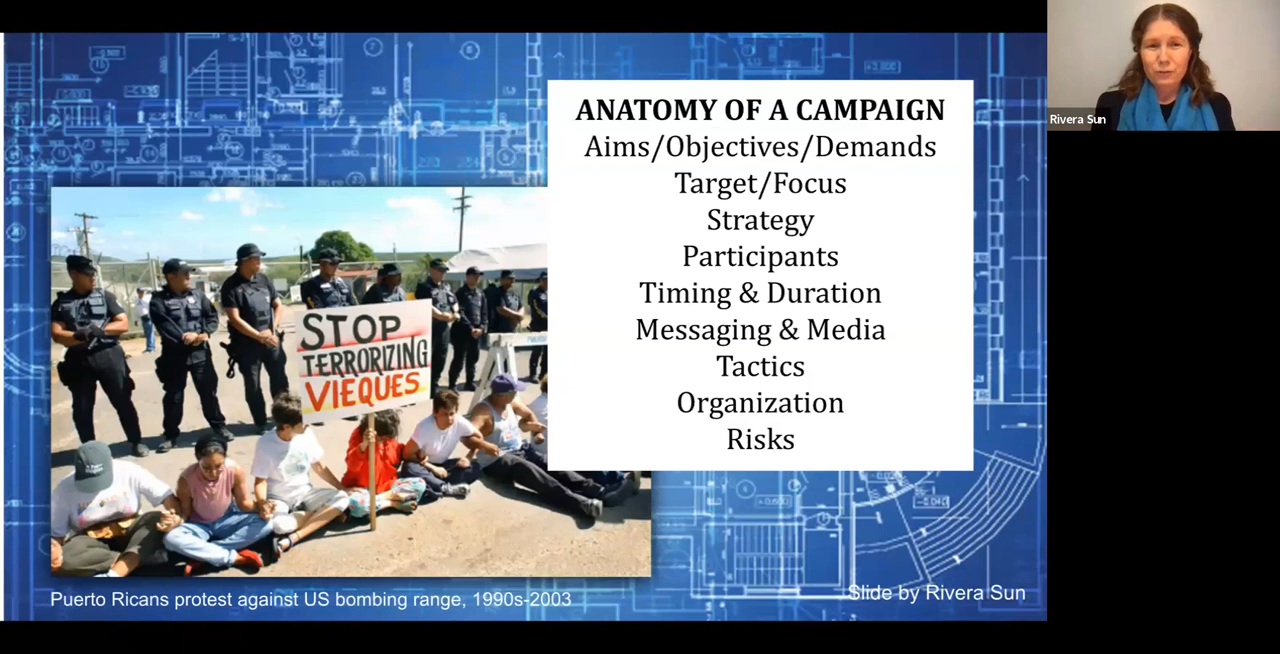 ANATOMY OF A CAMPAIGN
Aims/Objectives/Demands
Target/Focus
Strategy
Participants
Timing & Duration
Messaging & Media
Tactics
Organization
Risks
STOP
TERRORIZING
VIEQUES
Puerto Ricans protest against US bombing range, 1990s-2003
Slide by Rivera Sun
Rivera Sun